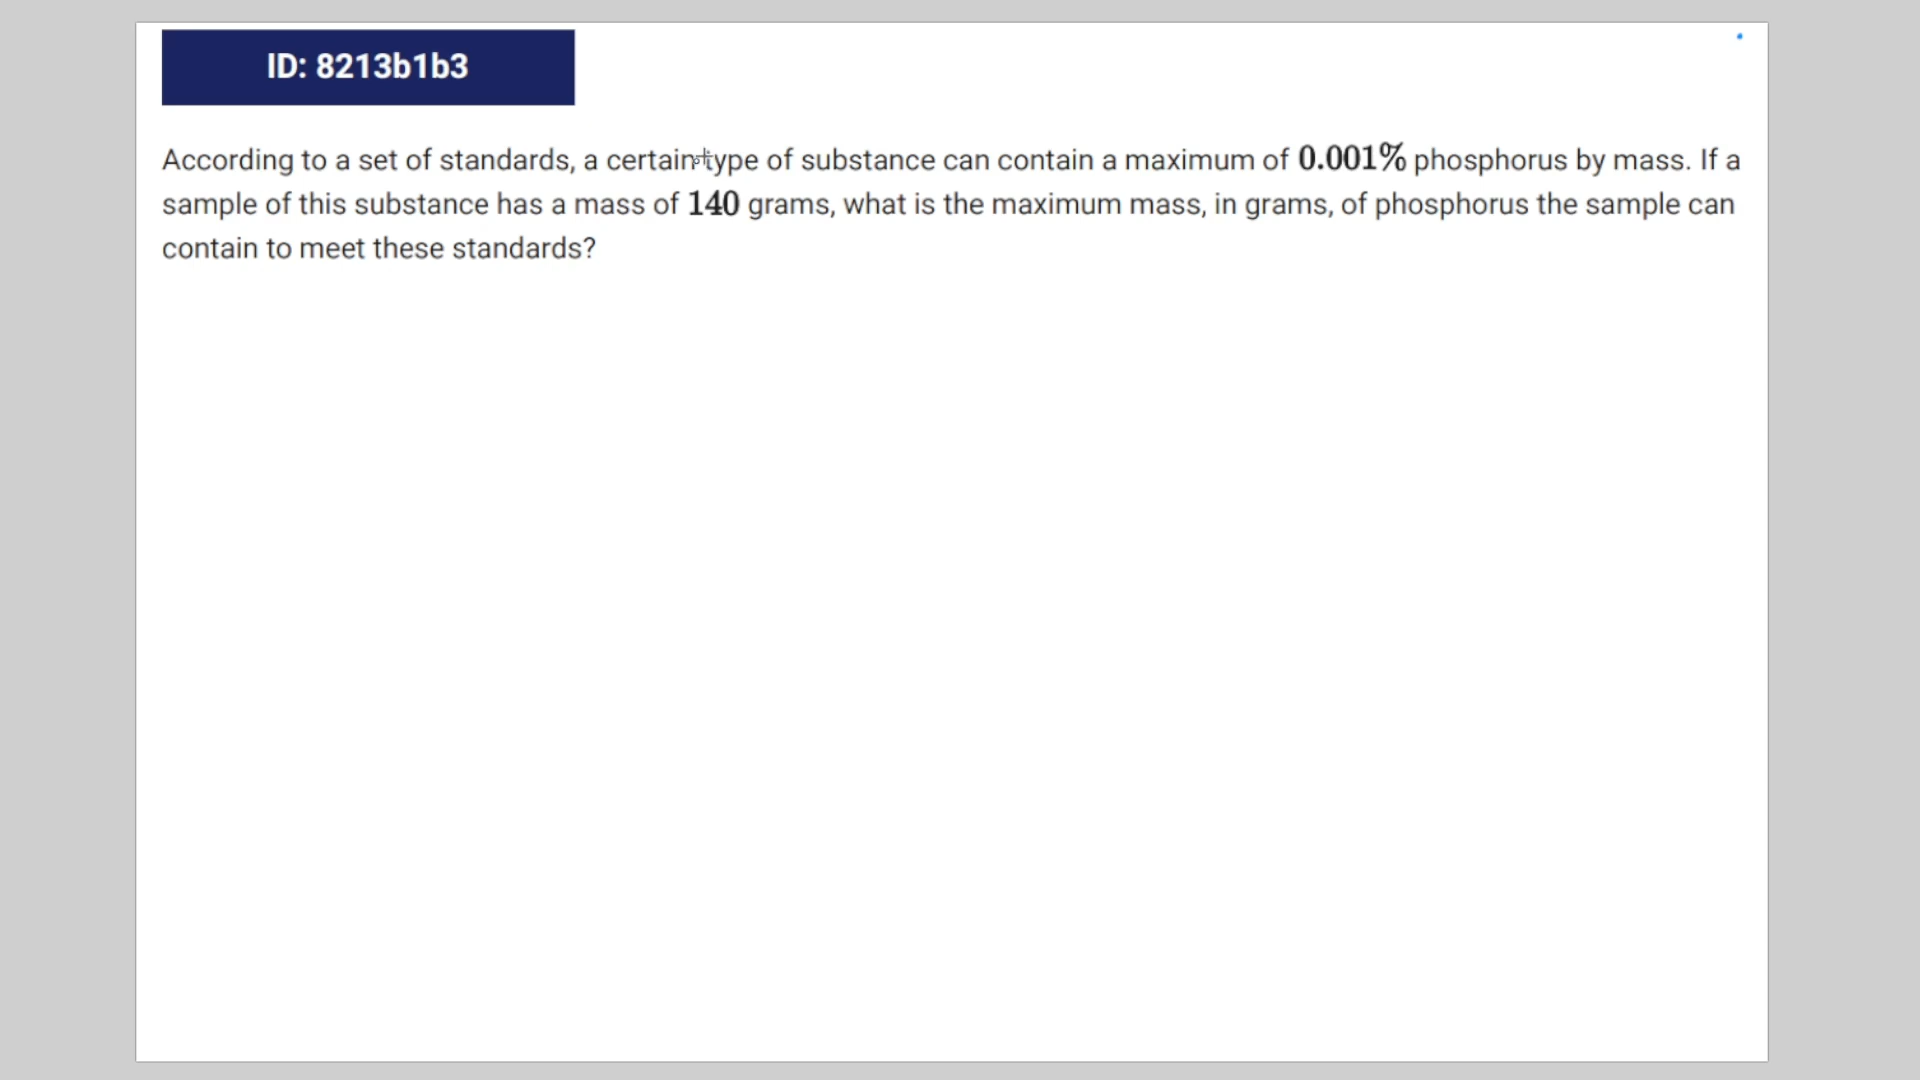 ID: 8213b1b3
According to a set of standards, a certain type of substance can contain a maximum of 0.001% phosphorus by mass. If a
sample of this substance has a mass of 140 grams, what is the maximum mass, in grams, of phosphorus the sample can
contain to meet these standards?